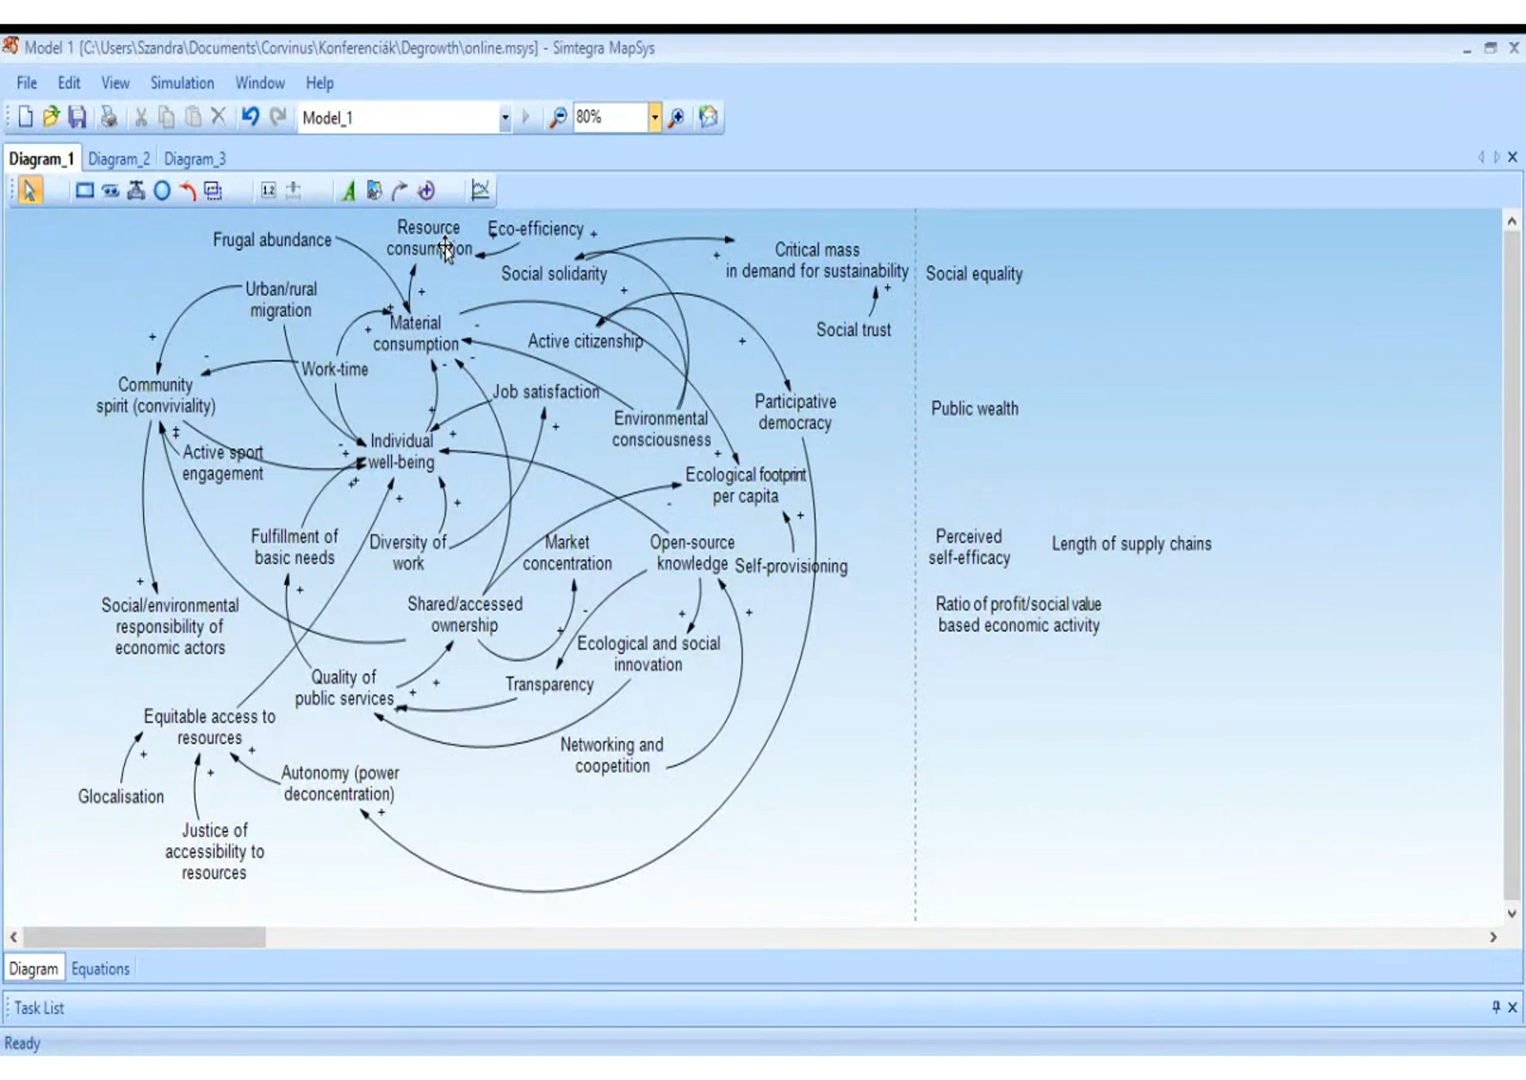 Model 1 [C:\Users\Szandra\Documents\Corvinus\Konferenciák\Degrowth\online.msys] - Simtegra MapSys
File Edit View Simulation Window Help
Model_1 80%
Diagram_1 Diagram_2 Diagram_3
1.2 A
Resource
consumption
Eco-efficiency
Frugal abundance
Social solidarity
Critical mass
in demand for sustainability
Social equality
Urban/rural
migration
Material
consumption
Active citizenship
Social trust
Work-time
Community
spirit (conviviality)
Job satisfaction
Environmental
consciousness
Participative
democracy
Public wealth
Active sport
engagement
Individual
well-being
Ecological footprint
per capita
Fulfillment of
basic needs
Diversity of
work
Market
concentration
Open-source
knowledge
Self-provisioning
Perceived
self-efficacy
Length of supply chains
Social/environmental
responsibility of
economic actors
Shared/accessed
ownership
Ecological and social
innovation
Ratio of profit/social value
based economic activity
Quality of
public services
Transparency
Equitable access to
resources
Networking and
coopetition
Glocalisation
Autonomy (power
deconcentration)
Justice of
accessibility to
resources
Diagram Equations
Task List
Ready